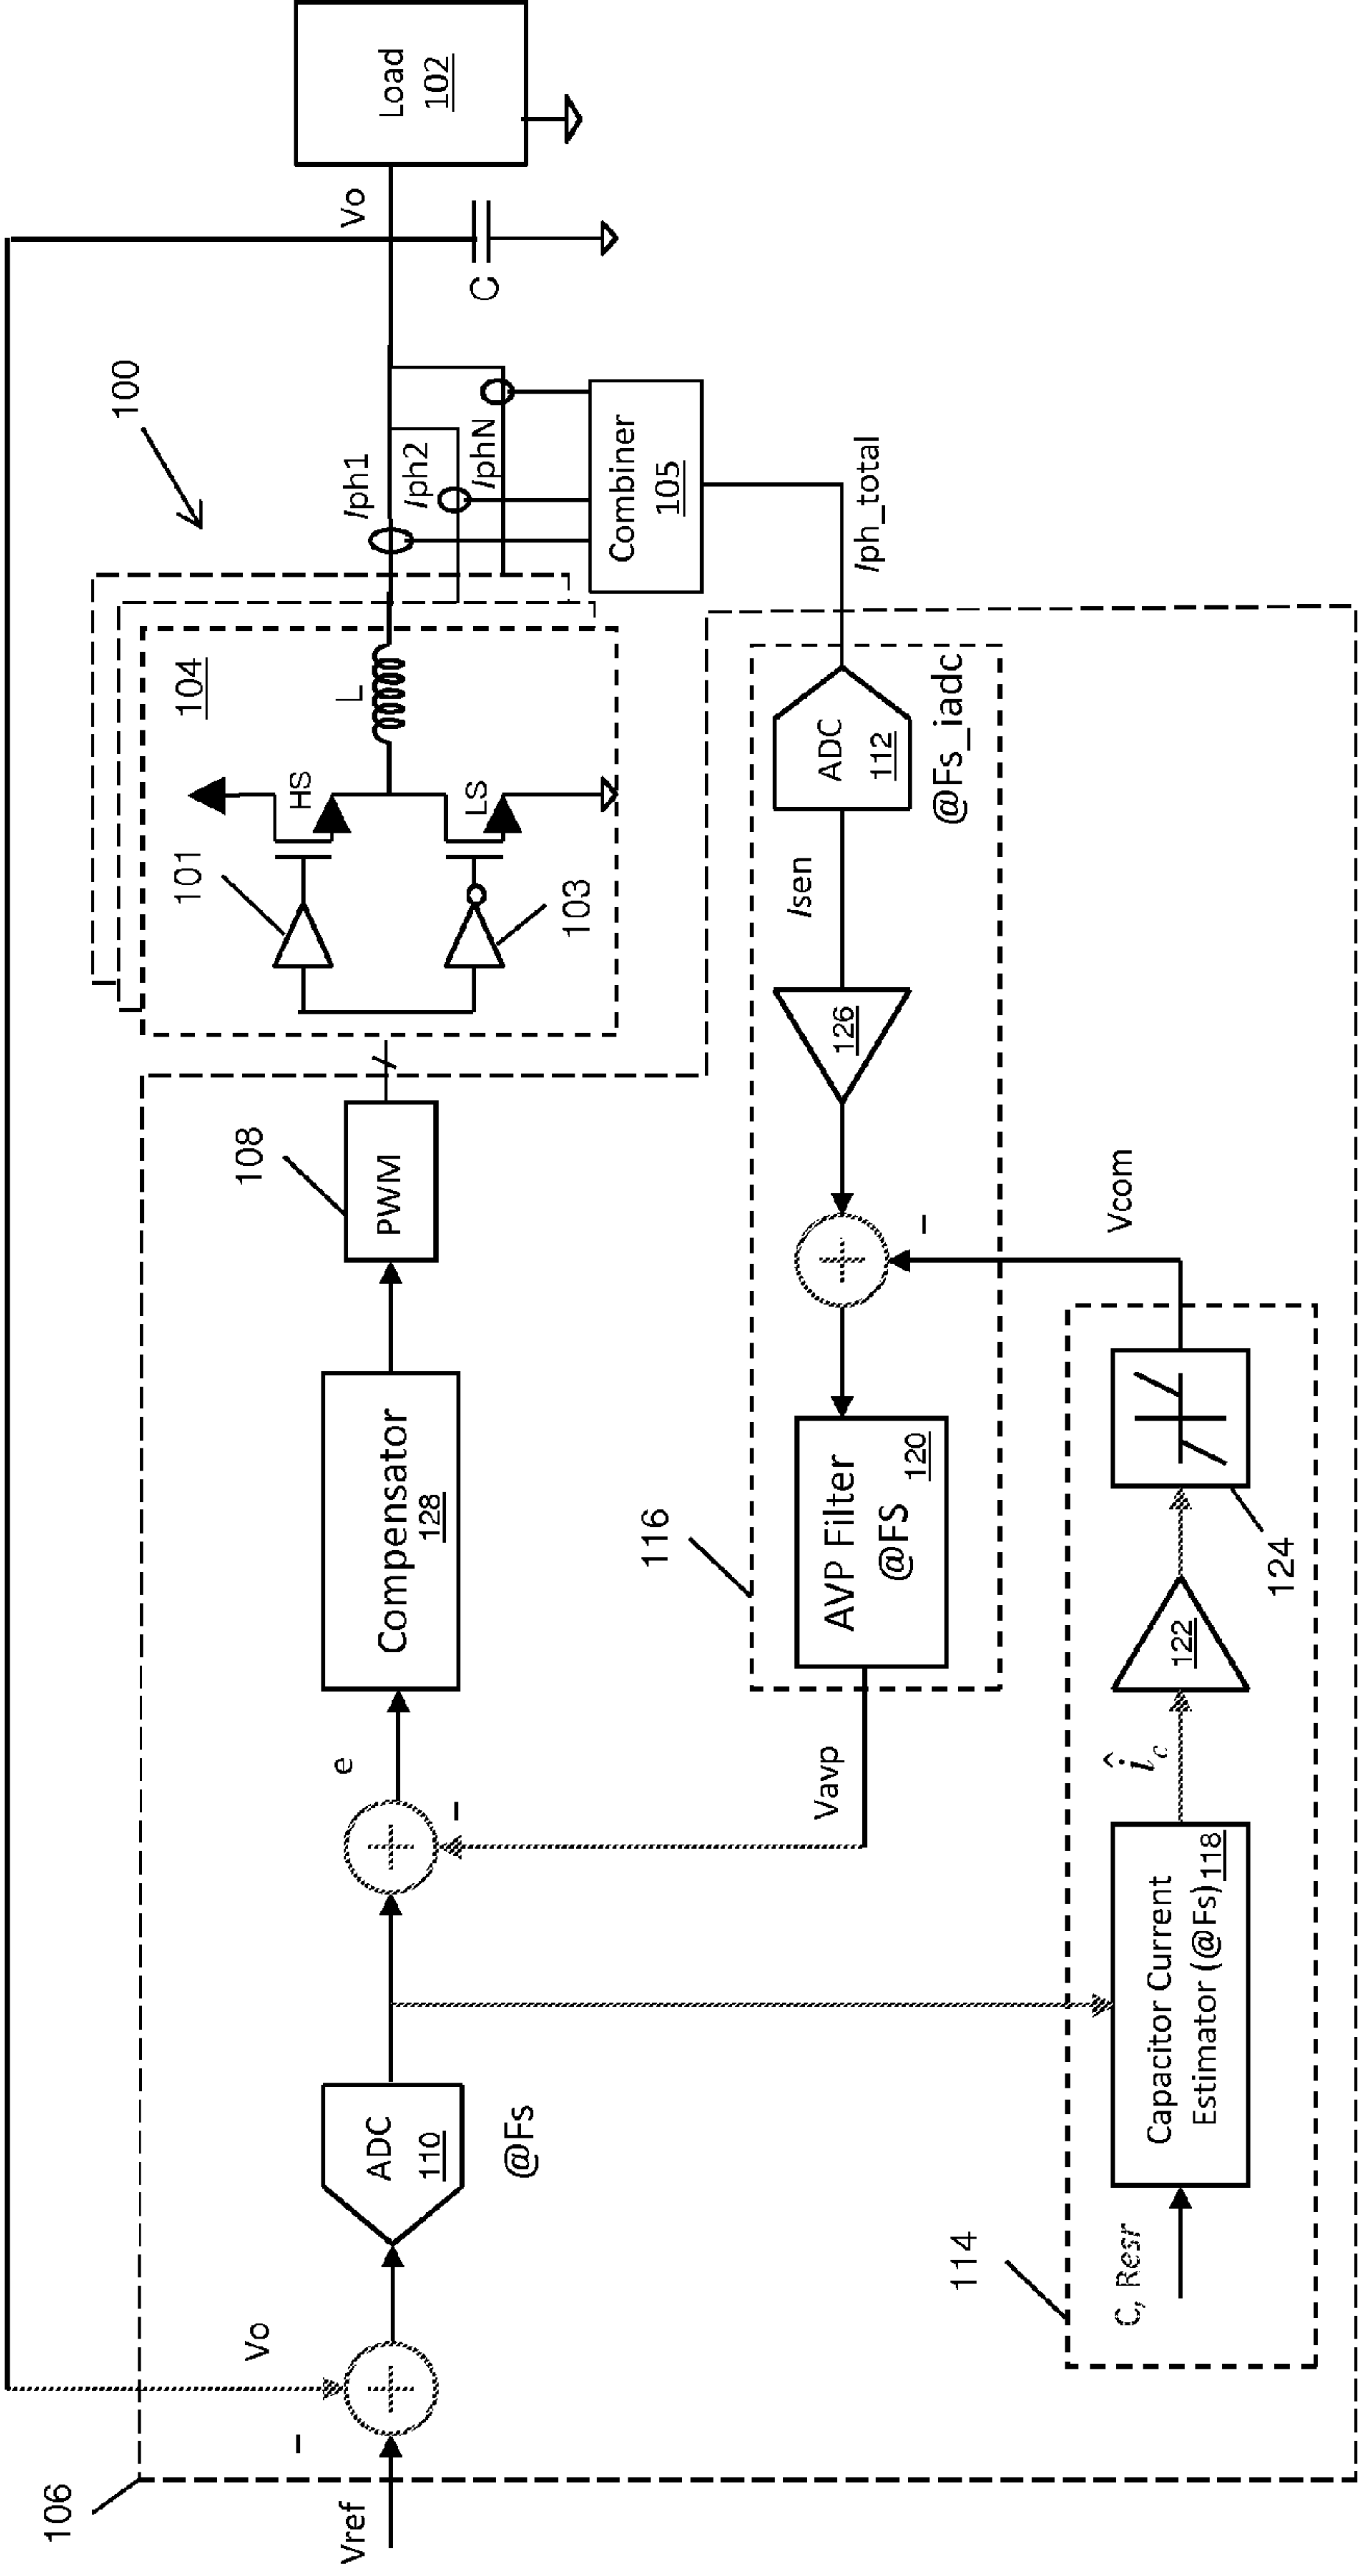 100
Vo
Load
102
C
Iph1
Iph2
IphN
Combiner
105
Iph_total
104
L
HS
LS
101
103
106
Vref
Vo
–
ADC
110
@Fs
e
–
Compensator
128
108
PWM
116
Vavp
AVP Filter
120
@FS
–
126
Isen
ADC
112
@Fs_iadc
Vcom
114
C, Resr
Capacitor Current
Estimator (@Fs) 118
îc
122
124